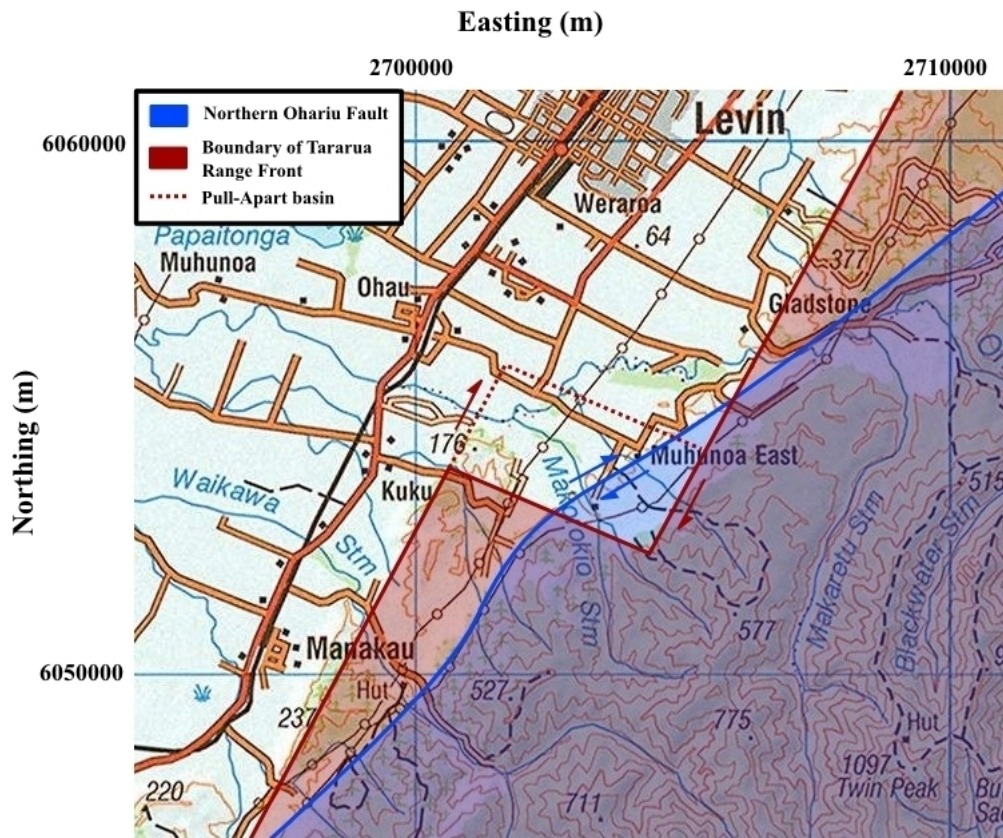 Easting (m)
2700000
2710000
Northern Ohariu Fault
Boundary of Tararua
Range Front
Pull-Apart basin
6060000
Levin
Weraroa
64
Papaitonga
Muhunoa
Ohau
377
Gladstone
Northing (m)
176
Muhunoa East
Kuku
Waikawa
Stm
Stm
Makaretu Stm
Blackwater Stm
515
500
577
Manakau
6050000
Hut
527
237
775
Hut
1097
Twin Peak
220
711